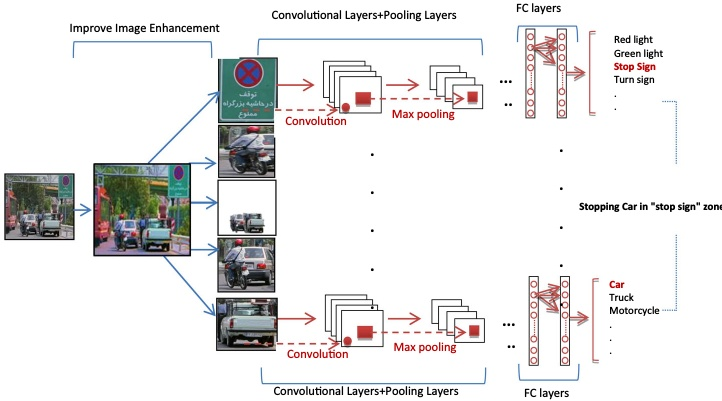 Improve Image Enhancement
Convolutional Layers+Pooling Layers
FC layers
توقف
در حاشیه بزرگراه
ممنوع
Convolution
Max pooling
Red light
Green light
Stop Sign
Turn sign
Stopping Car in "stop sign" zone
Convolution
Max pooling
Car
Truck
Motorcycle
Convolutional Layers+Pooling Layers
FC layers